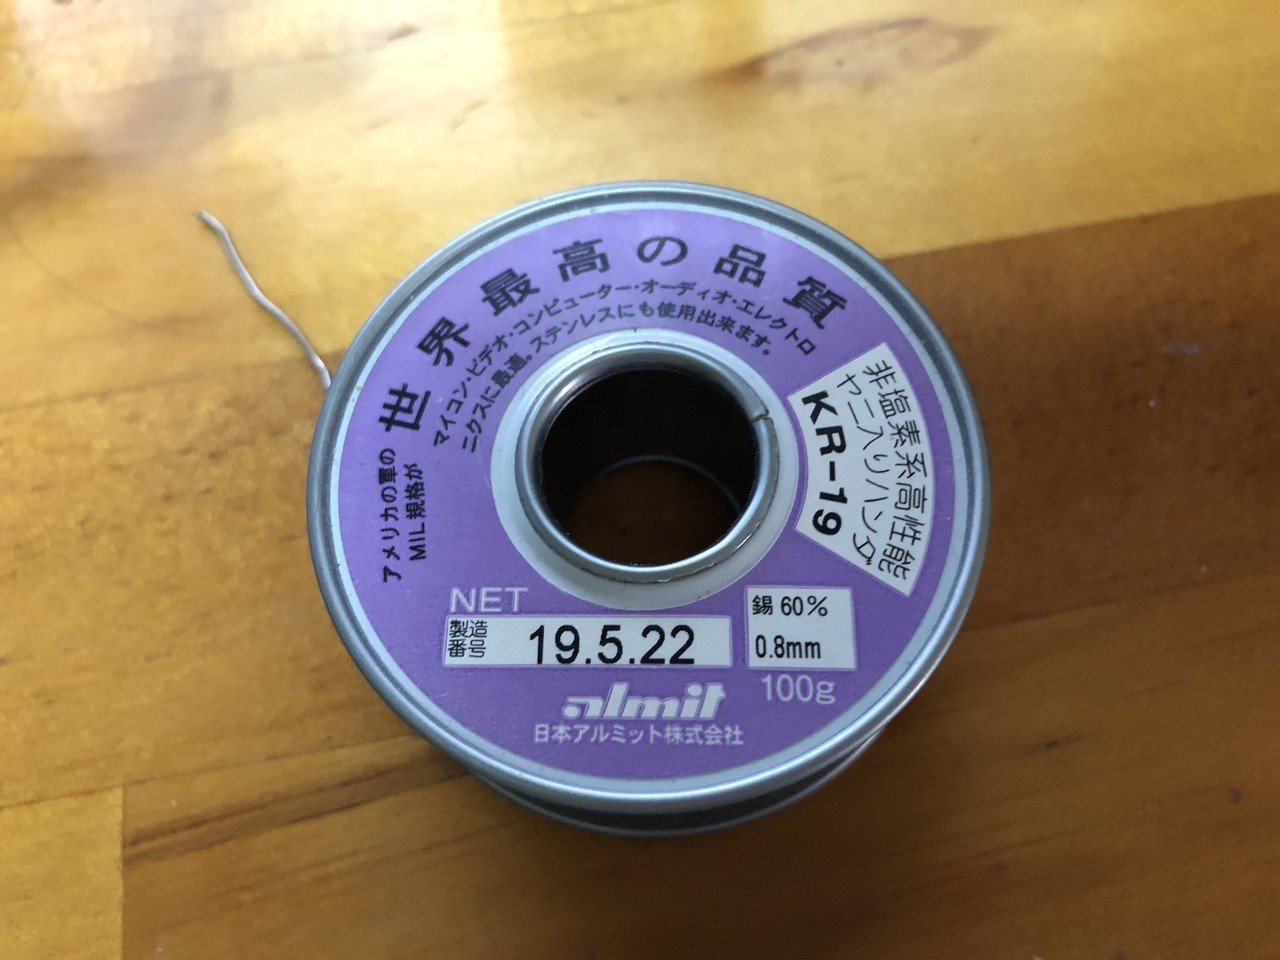 世界最高の品質
マイコン・ビデオ・コンピューター・オーディオ・エレクトロ
ニクスに最適。ステンレスにも使用出来ます。
アメリカの軍の
MIL規格が
非塩素系高性能
ヤニ入りハンダ
KR-19
NET
製造
番号
19.5.22
錫60%
0.8mm
100g
almit
日本アルミット株式会社